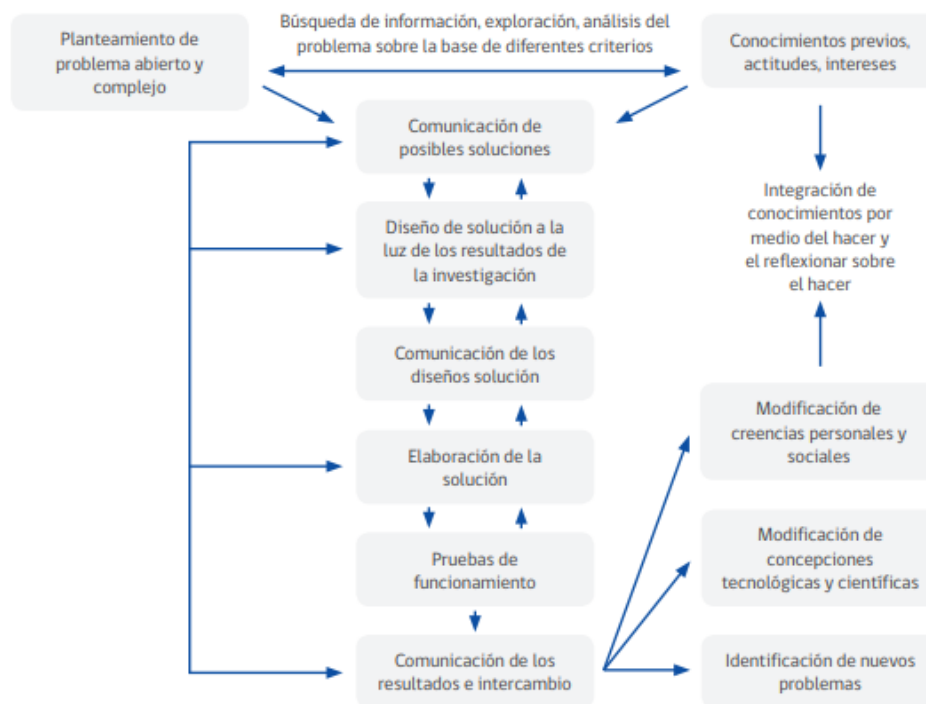 Planteamiento de
problema abierto y
complejo
Búsqueda de información, exploración, análisis del
problema sobre la base de diferentes criterios
Conocimientos previos,
actitudes, intereses
Comunicación de
posibles soluciones
Diseño de solución a la
luz de los resultados de
la investigación
Comunicación de los
diseños solución
Elaboración de la
solución
Pruebas de
funcionamiento
Comunicación de los
resultados e intercambio
Integración de
conocimientos por
medio del hacer y
el reflexionar sobre
el hacer
Modificación de
creencias personales y
sociales
Modificación de
concepciones
tecnológicas y científicas
Identificación de nuevos
problemas